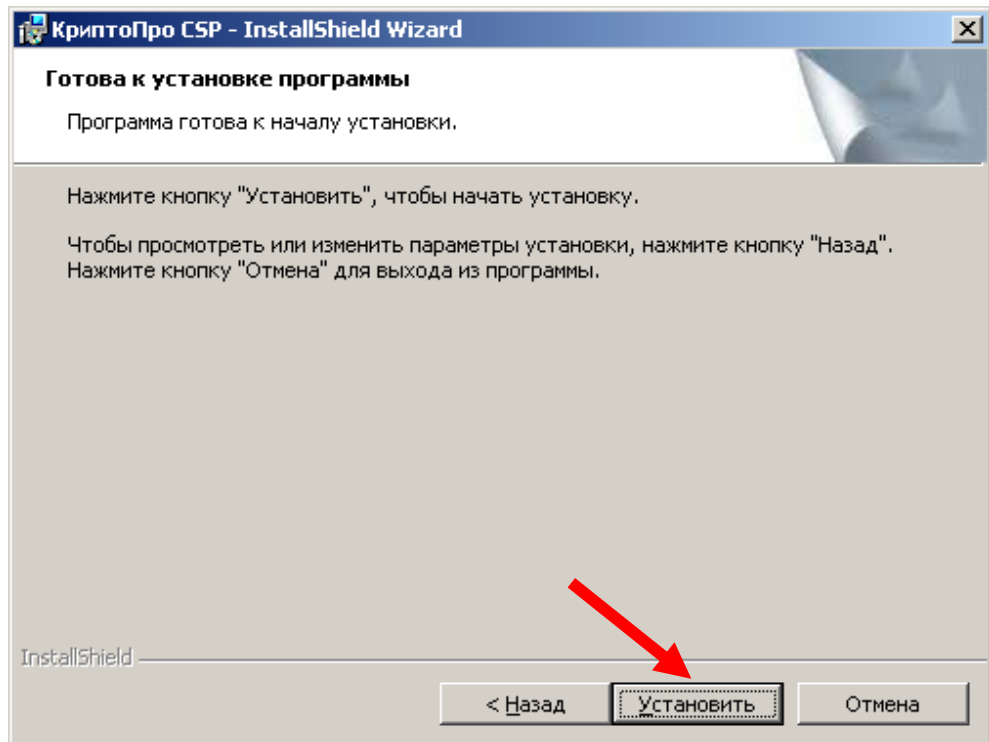 КриптоПро CSP - InstallShield Wizard
Готова к установке программы
Программа готова к началу установки.
Нажмите кнопку "Установить", чтобы начать установку.
Чтобы просмотреть или изменить параметры установки, нажмите кнопку "Назад".
Нажмите кнопку "Отмена" для выхода из программы.
InstallShield
< Назад
Установить
Отмена